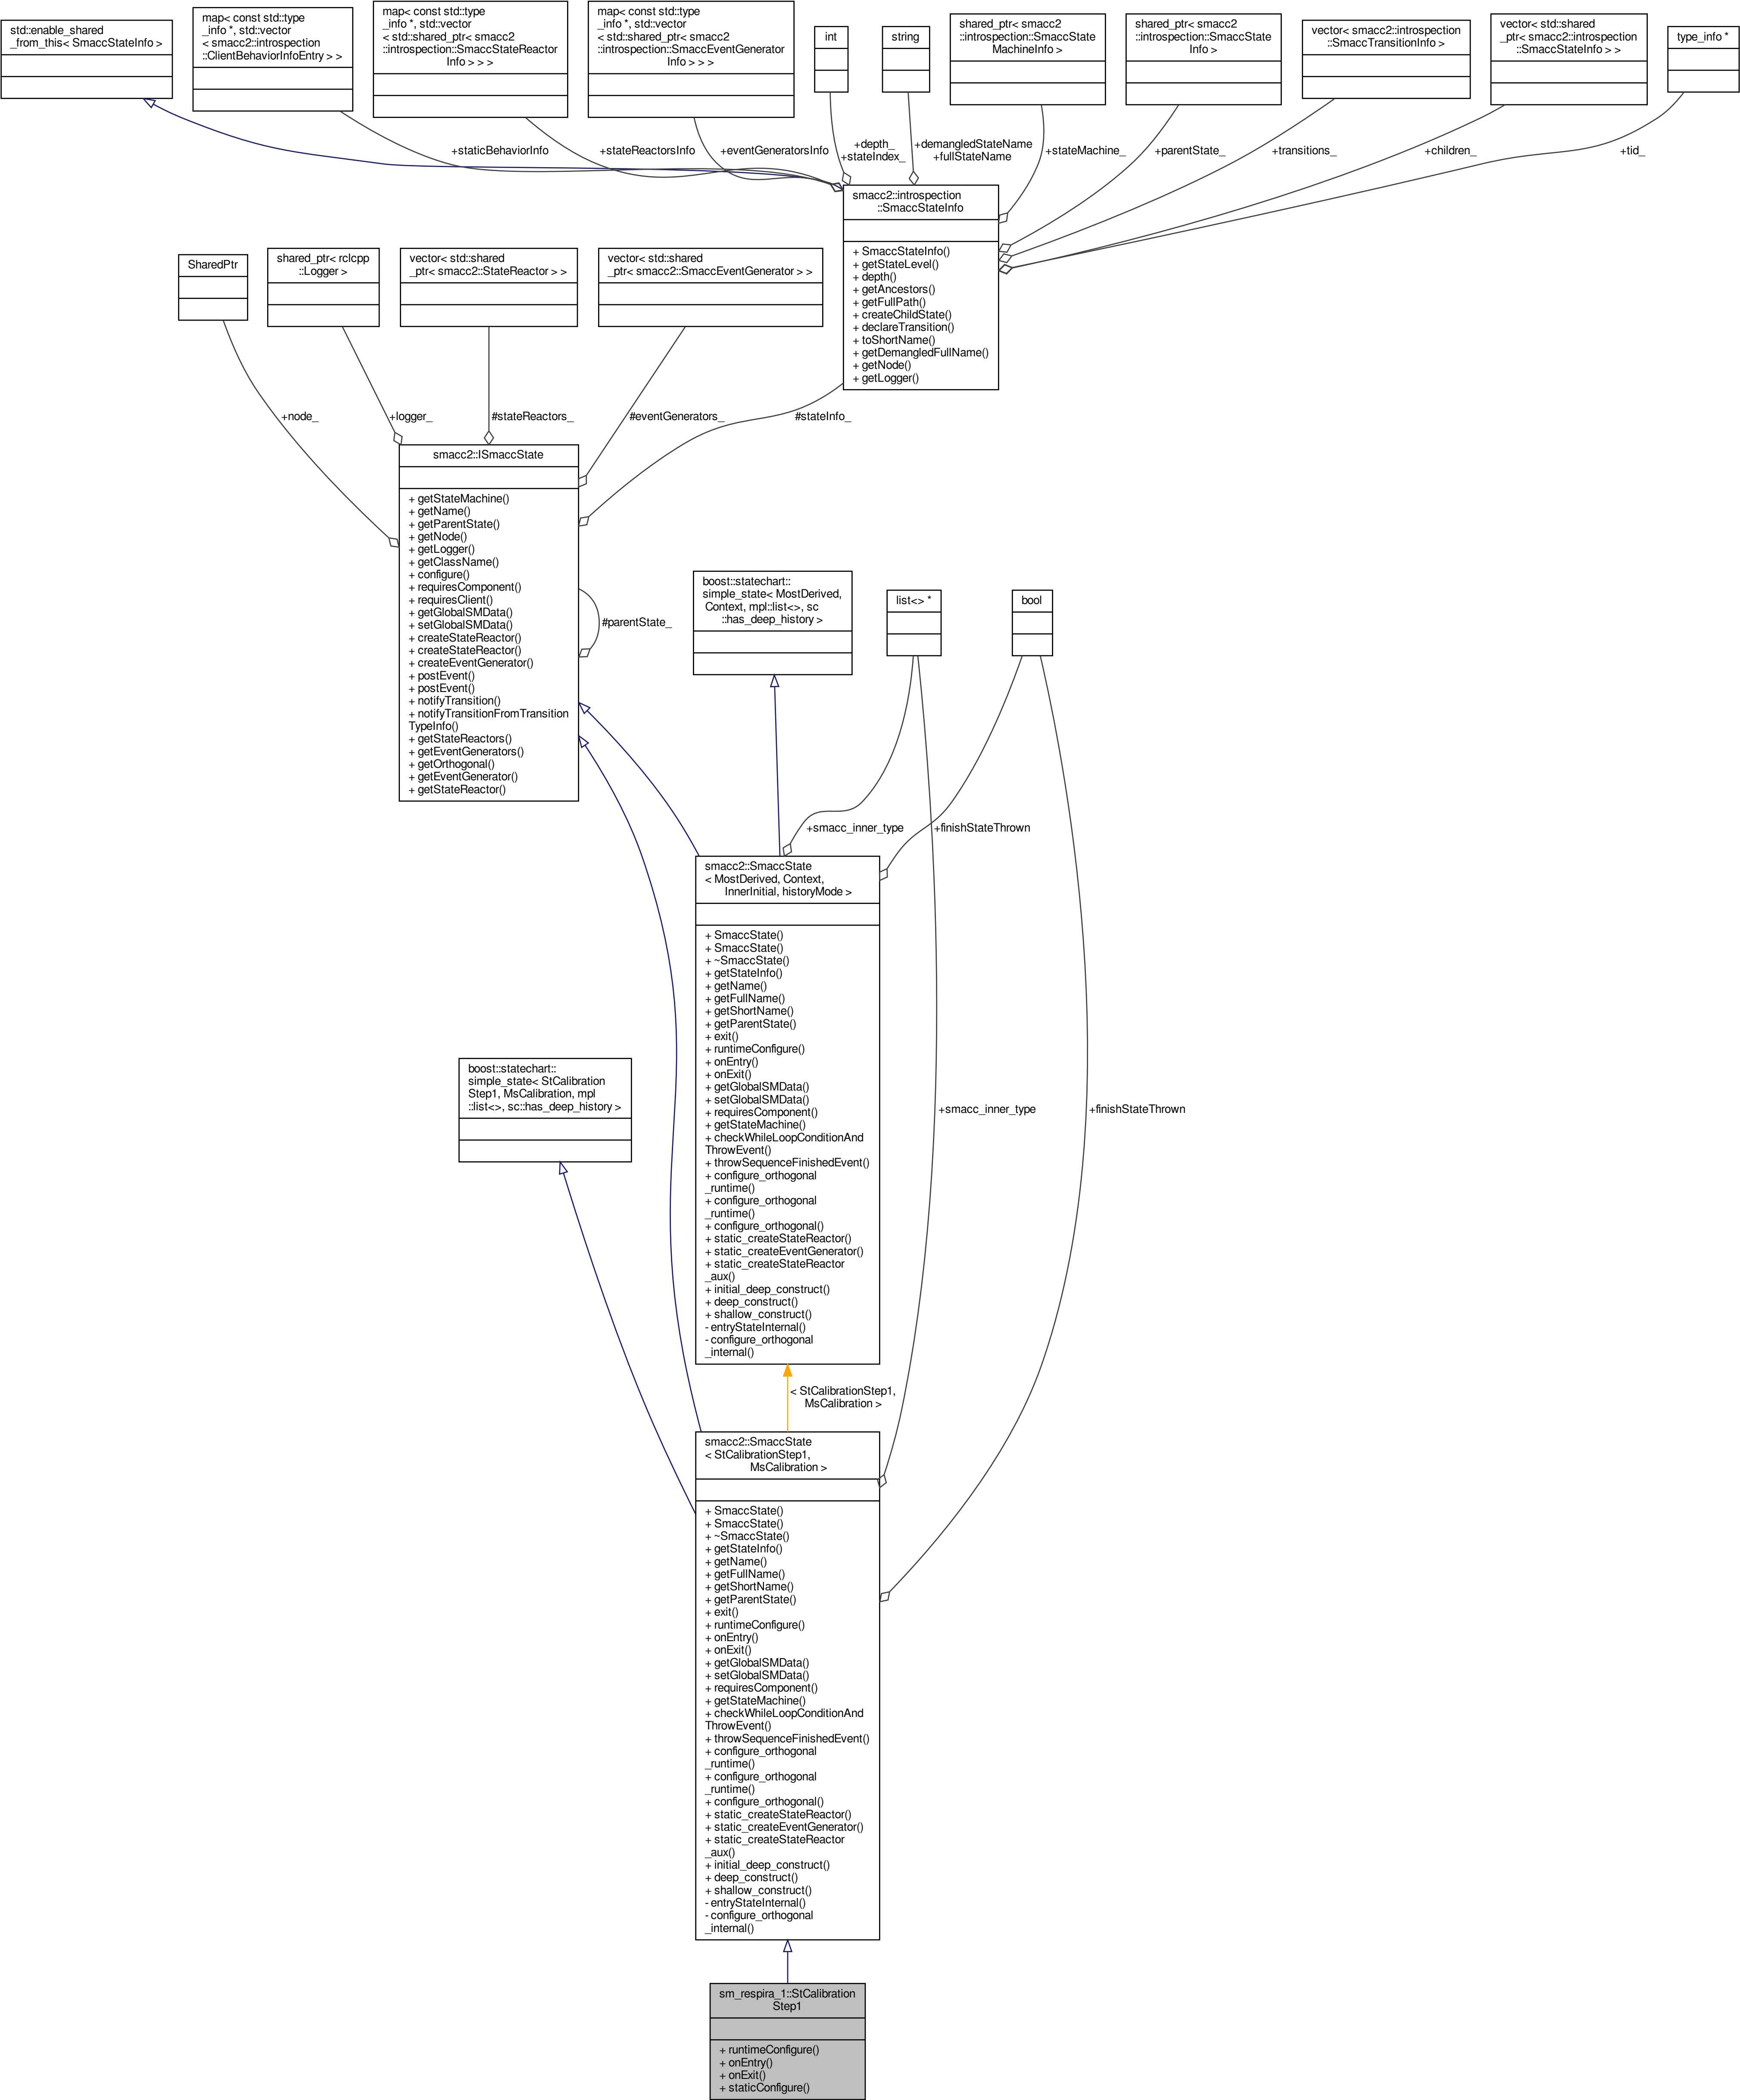 std::enable_shared
_from_this< SmaccStateInfo >
map< const std::type
_info *, std::vector
< smacc2::introspection
::ClientBehaviorInfoEntry > >
map< const std::type
_info *, std::vector
< std::shared_ptr< smacc2
::introspection::SmaccStateReactor
Info > > >
map< const std::type
_info *, std::vector
< std::shared_ptr< smacc2
::introspection::SmaccEventGenerator
Info > > >
int
string
shared_ptr< smacc2
::introspection::SmaccState
MachineInfo >
shared_ptr< smacc2
::introspection::SmaccState
Info >
vector< smacc2::introspection
::SmaccTransitionInfo >
vector< std::shared
_ptr< smacc2::introspection
::SmaccStateInfo > >
type_info *
+staticBehaviorInfo
+stateReactorsInfo
+eventGeneratorsInfo
+depth_
+stateIndex_
+demangledStateName
+fullStateName
+stateMachine_
+parentState_
+transitions_
+children_
+tid_
smacc2::introspection
::SmaccStateInfo
+ SmaccStateInfo()
+ getStateLevel()
+ depth()
+ getAncestors()
+ getFullPath()
+ createChildState()
+ declareTransition()
+ toShortName()
+ getDemangledFullName()
+ getNode()
+ getLogger()
SharedPtr
shared_ptr< rclcpp
::Logger >
vector< std::shared
_ptr< smacc2::StateReactor > >
vector< std::shared
_ptr< smacc2::SmaccEventGenerator > >
+node_
+logger_
#stateReactors_
#eventGenerators_
#stateInfo_
smacc2::ISmaccState
+ getStateMachine()
+ getName()
+ getParentState()
+ getNode()
+ getLogger()
+ getClassName()
+ configure()
+ requiresComponent()
+ requiresClient()
+ getGlobalSMData()
+ setGlobalSMData()
+ createStateReactor()
+ createStateReactor()
+ createEventGenerator()
+ postEvent()
+ postEvent()
+ notifyTransition()
+ notifyTransitionFromTransition
TypeInfo()
+ getStateReactors()
+ getEventGenerators()
+ getOrthogonal()
+ getEventGenerator()
+ getStateReactor()
#parentState_
boost::statechart::
simple_state< MostDerived,
Context, mpl::list<>, sc
::has_deep_history >
list<> *
bool
+smacc_inner_type
+finishStateThrown
smacc2::SmaccState
< MostDerived, Context,
InnerInitial, historyMode >
+ SmaccState()
+ SmaccState()
+ ~SmaccState()
+ getStateInfo()
+ getName()
+ getFullName()
+ getShortName()
+ getParentState()
+ exit()
+ runtimeConfigure()
+ onEntry()
+ onExit()
+ getGlobalSMData()
+ setGlobalSMData()
+ requiresComponent()
+ getStateMachine()
+ checkWhileLoopConditionAnd
ThrowEvent()
+ throwSequenceFinishedEvent()
+ configure_orthogonal
_runtime()
+ configure_orthogonal
_runtime()
+ configure_orthogonal()
+ static_createStateReactor()
+ static_createEventGenerator()
+ static_createStateReactor
_aux()
+ initial_deep_construct()
+ deep_construct()
+ shallow_construct()
- entryStateInternal()
- configure_orthogonal
_internal()
boost::statechart::
simple_state< StCalibration
Step1, MsCalibration, mpl
::list<>, sc::has_deep_history >
+smacc_inner_type
+finishStateThrown
< StCalibrationStep1,
MsCalibration >
smacc2::SmaccState
< StCalibrationStep1,
MsCalibration >
+ SmaccState()
+ SmaccState()
+ ~SmaccState()
+ getStateInfo()
+ getName()
+ getFullName()
+ getShortName()
+ getParentState()
+ exit()
+ runtimeConfigure()
+ onEntry()
+ onExit()
+ getGlobalSMData()
+ setGlobalSMData()
+ requiresComponent()
+ getStateMachine()
+ checkWhileLoopConditionAnd
ThrowEvent()
+ throwSequenceFinishedEvent()
+ configure_orthogonal
_runtime()
+ configure_orthogonal
_runtime()
+ configure_orthogonal()
+ static_createStateReactor()
+ static_createEventGenerator()
+ static_createStateReactor
_aux()
+ initial_deep_construct()
+ deep_construct()
+ shallow_construct()
- entryStateInternal()
- configure_orthogonal
_internal()
sm_respira_1::StCalibration
Step1
+ runtimeConfigure()
+ onEntry()
+ onExit()
+ staticConfigure()